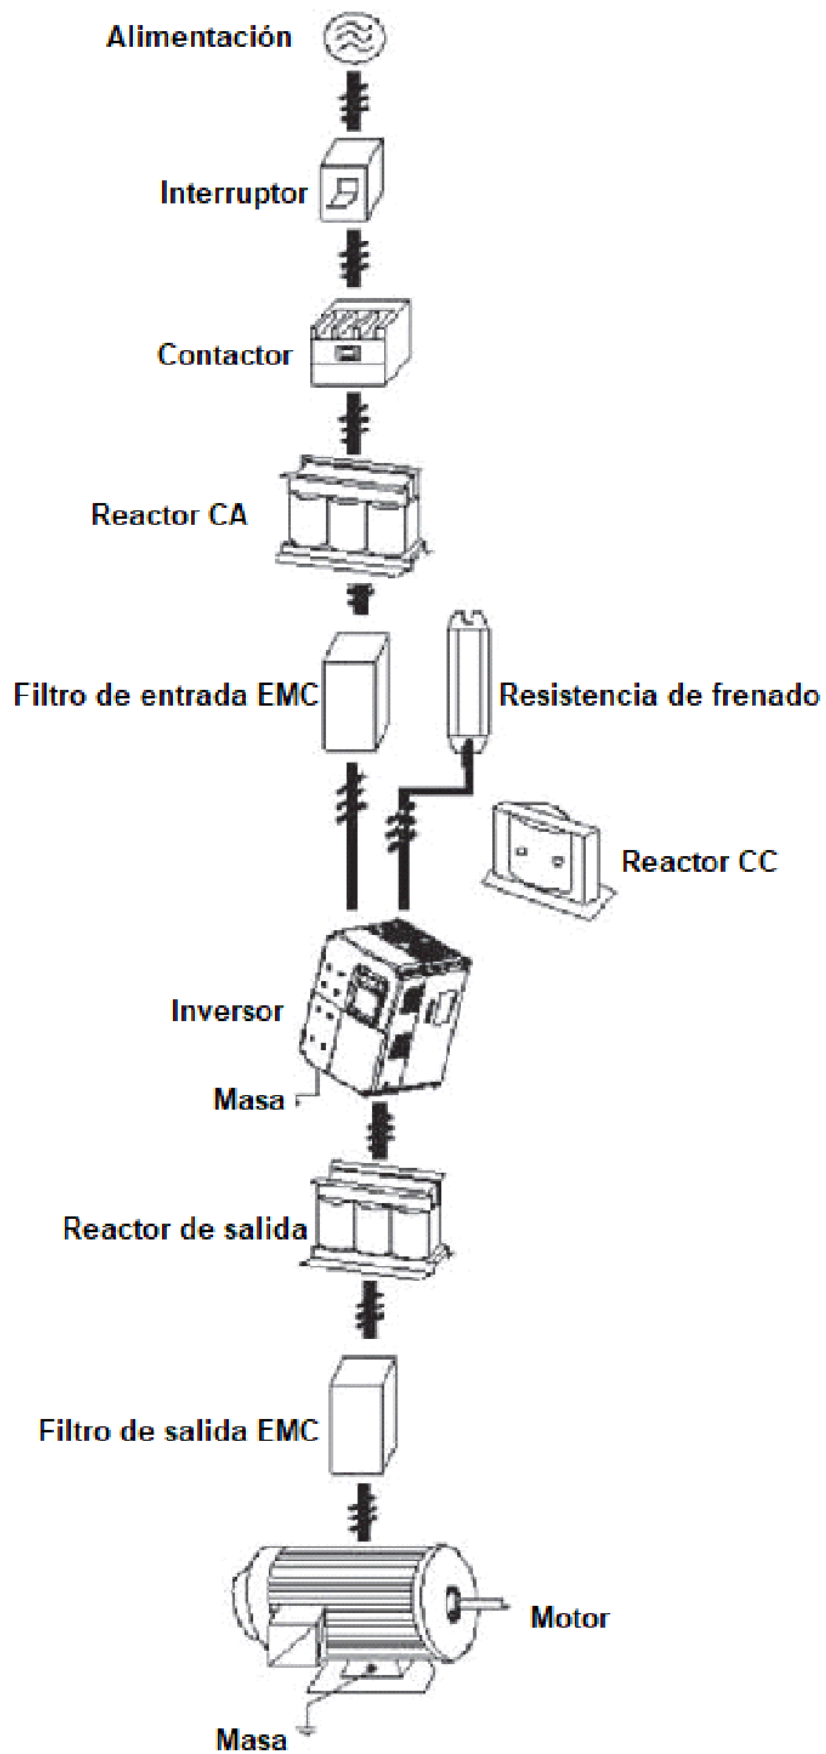 Alimentación
Interruptor
Contactor
Reactor CA
Filtro de entrada EMC
Resistencia de frenado
Reactor CC
Inversor
Masa
Reactor de salida
Filtro de salida EMC
Motor
Masa